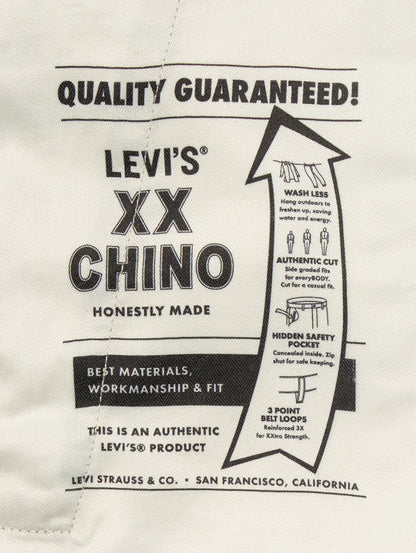 QUALITY GUARANTEED!
LEVI'S®
XX
CHINO
HONESTLY MADE
BEST MATERIALS,
WORKMANSHIP & FIT
THIS IS AN AUTHENTIC
LEVI'S® PRODUCT
WASH LESS
Hang outdoors to
freshen up, saving
water and energy.
AUTHENTIC CUT
Side graded fits
for everyBODY.
Cut for a casual fit.
HIDDEN SAFETY
POCKET
Concealed inside. Zip
shut for safe keeping.
3 POINT
BELT LOOPS
Reinforced 3X
for XXtra Strength.
LEVI STRAUSS & CO. • SAN FRANCISCO, CALIFORNIA